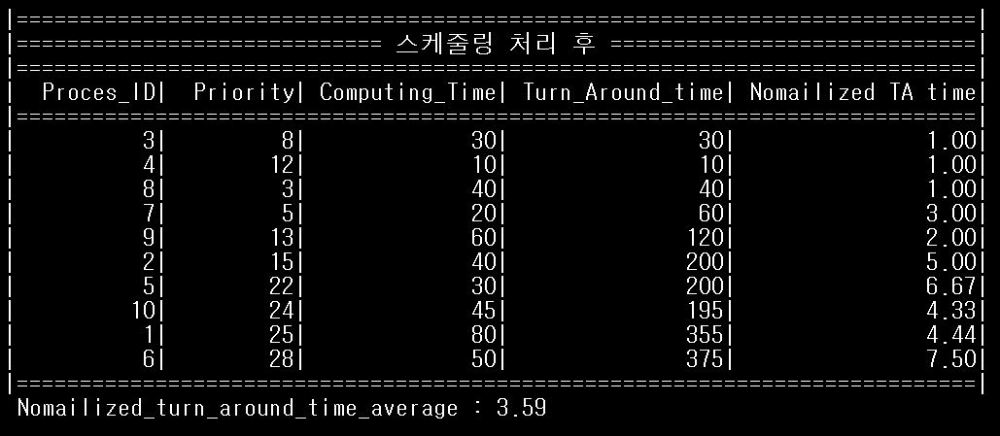 |============================================================================|
|============================= 스케줄링 처리 후 =============================|
|============================================================================|
|  Proces_ID|  Priority| Computing_Time| Turn_Around_time| Nomailized TA time|
|============================================================================|
|          3|         8|             30|               30|               1.00|
|          4|        12|             10|               10|               1.00|
|          8|         3|             40|               40|               1.00|
|          7|         5|             20|               60|               3.00|
|          9|        13|             60|              120|               2.00|
|          2|        15|             40|              200|               5.00|
|          5|        22|             30|              200|               6.67|
|         10|        24|             45|              195|               4.33|
|          1|        25|             80|              355|               4.44|
|          6|        28|             50|              375|               7.50|
|============================================================================|
Nomailized_turn_around_time_average : 3.59